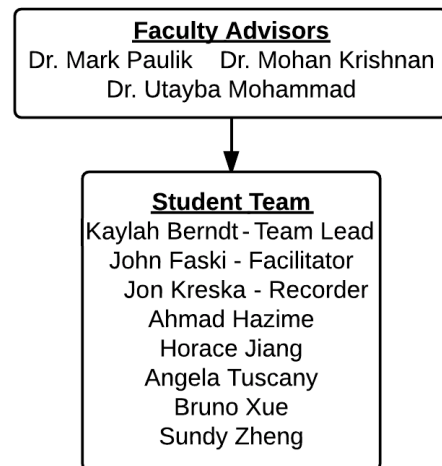 Faculty Advisors
Dr. Mark Paulik Dr. Mohan Krishnan
Dr. Utayba Mohammad
Student Team
Kaylah Berndt - Team Lead
John Faski - Facilitator
Jon Kreska - Recorder
Ahmad Hazime
Horace Jiang
Angela Tuscany
Bruno Xue
Sundy Zheng